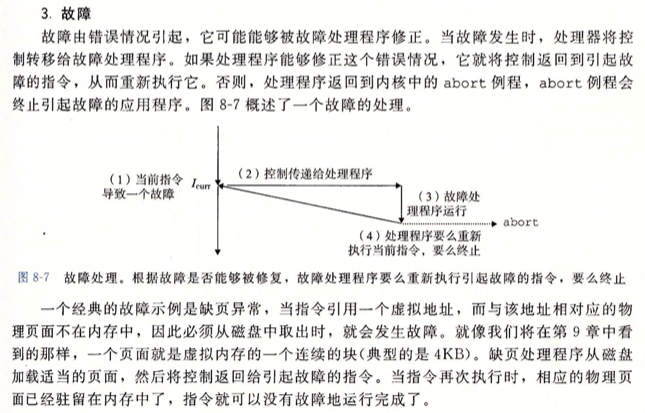 3. 故障
故障由错误情况引起，它可能能够被故障处理程序修正。当故障发生时，处理器将控
制转移给故障处理程序。如果处理程序能够修正这个错误情况，它就将控制返回到引起故
障的指令，从而重新执行它。否则，处理程序返回到内核中的 abort 例程，abort 例程会
终止引起故障的应用程序。图 8-7 概述了一个故障的处理。
（1）当前指令
导致一个故障
Icurr
（2）控制传递给处理程序
（3）故障处
理程序运行
abort
（4）处理程序要么重新
执行当前指令，要么终止
图 8-7 故障处理。根据故障是否能够被修复，故障处理程序要么重新执行引起故障的指令，要么终止
一个经典的故障示例是缺页异常，当指令引用一个虚拟地址，而与该地址相对应的物
理页面不在内存中，因此必须从磁盘中取出时，就会发生故障。就像我们将在第 9 章中看
到的那样，一个页面就是虚拟内存的一个连续的块(典型的是 4KB)。缺页处理程序从磁盘
加载适当的页面，然后将控制返回给引起故障的指令。当指令再次执行时，相应的物理页
面已经驻留在内存中了，指令就可以没有故障地运行完成了。